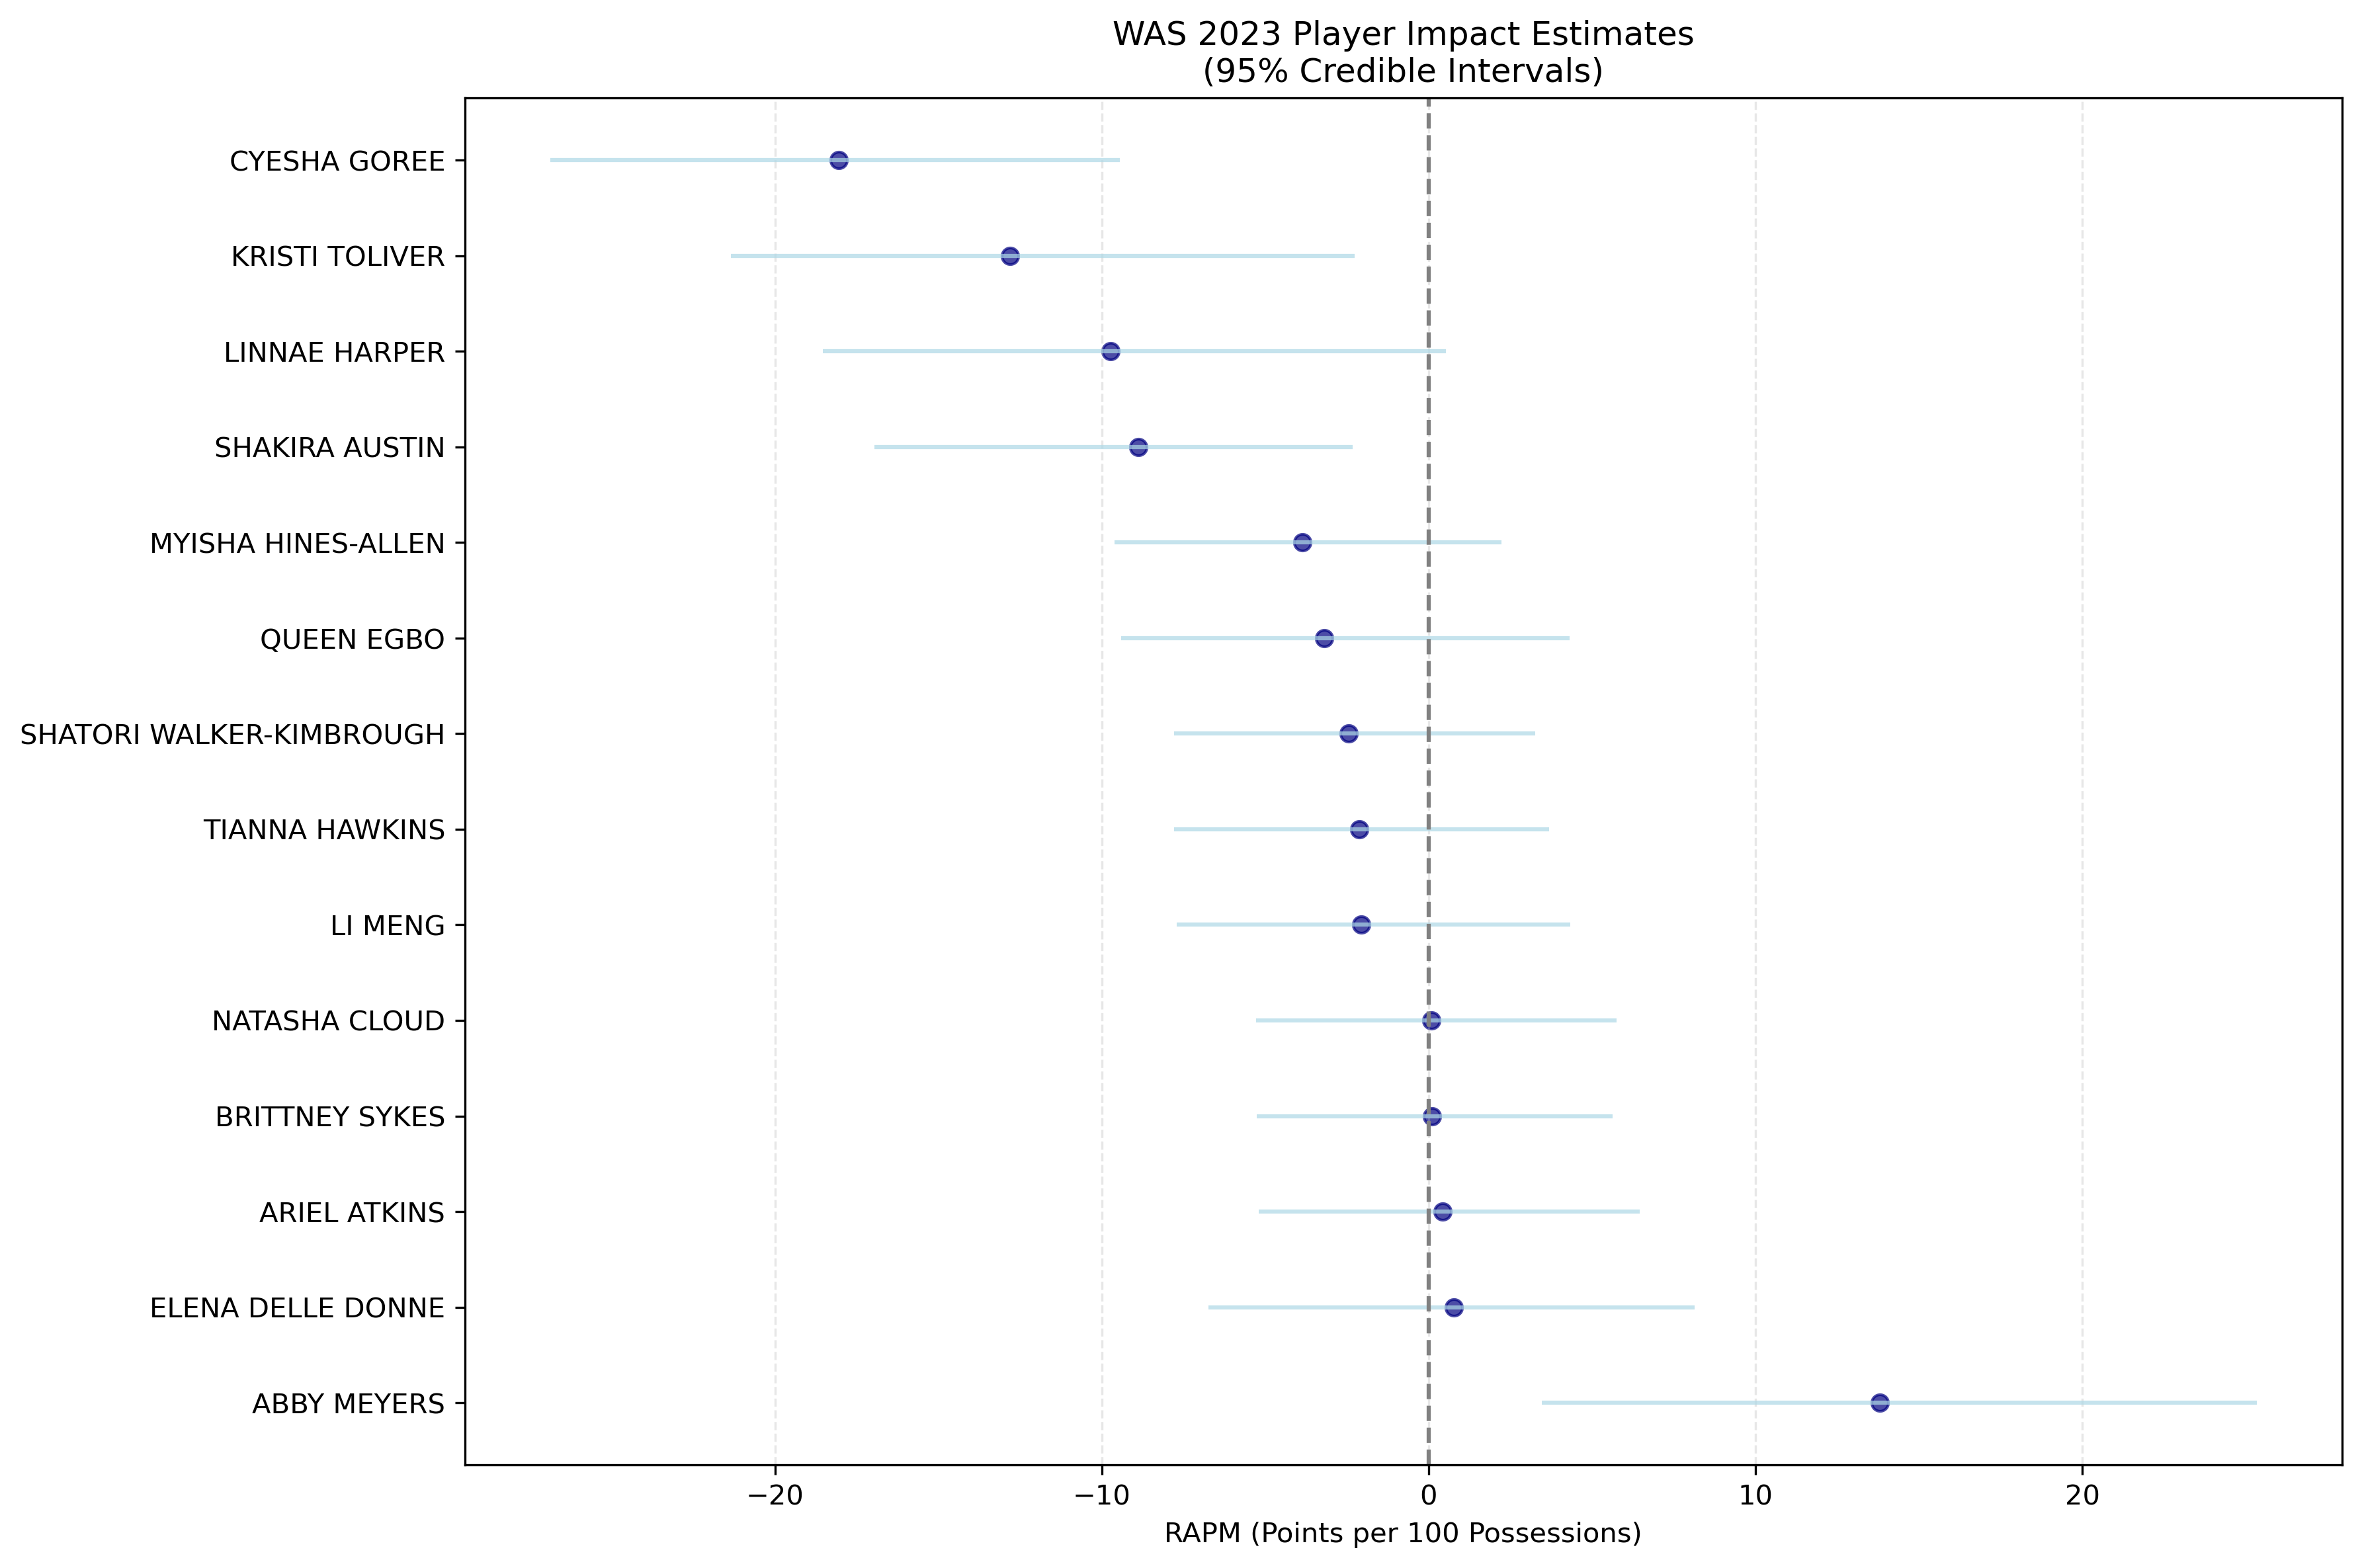 WAS 2023 Player Impact Estimates
(95% Credible Intervals)
CYESHA GOREE
KRISTI TOLIVER
LINNAE HARPER
SHAKIRA AUSTIN
MYISHA HINES-ALLEN
QUEEN EGBO
SHATORI WALKER-KIMBROUGH
TIANNA HAWKINS
LI MENG
NATASHA CLOUD
BRITTNEY SYKES
ARIEL ATKINS
ELENA DELLE DONNE
ABBY MEYERS
−20 −10 0 10 20
RAPM (Points per 100 Possessions)